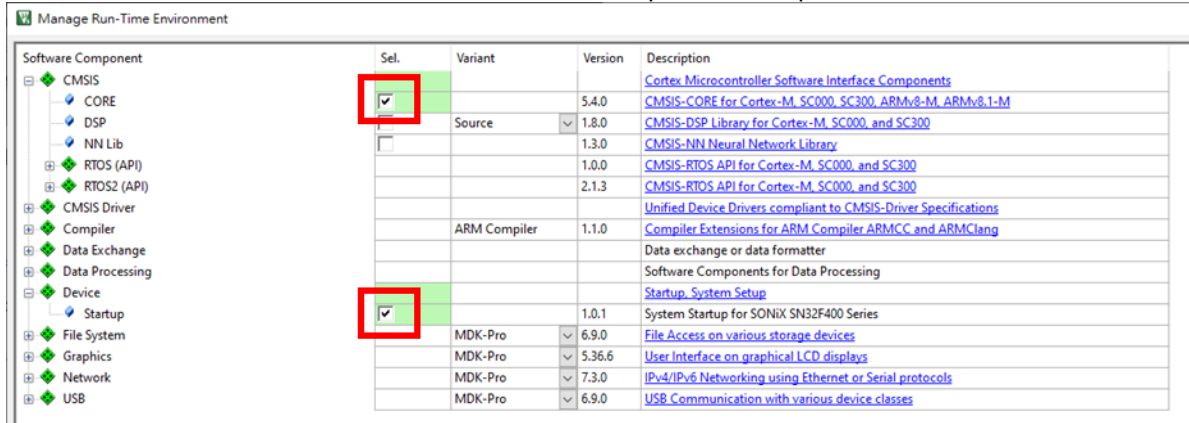 Manage Run-Time Environment
Software Component Sel. Variant Version Description
CMSIS Cortex Microcontroller Software Interface Components
CORE 5.4.0 CMSIS-CORE for Cortex-M, SC000, SC300, ARMv8-M, ARMv8.1-M
DSP Source 1.8.0 CMSIS-DSP Library for Cortex-M, SC000, and SC300
NN Lib 1.3.0 CMSIS-NN Neural Network Library
RTOS (API) 1.0.0 CMSIS-RTOS API for Cortex-M, SC000, and SC300
RTOS2 (API) 2.1.3 CMSIS-RTOS API for Cortex-M, SC000, and SC300
CMSIS Driver Unified Device Drivers compliant to CMSIS-Driver Specifications
Compiler ARM Compiler 1.1.0 Compiler Extensions for ARM Compiler ARMCC and ARMClang
Data Exchange Data exchange or data formatter
Data Processing Software Components for Data Processing
Device Startup, System Setup
Startup 1.0.1 System Startup for SONiX SN32F400 Series
File System MDK-Pro 6.9.0 File Access on various storage devices
Graphics MDK-Pro 5.36.6 User Interface on graphical LCD displays
Network MDK-Pro 7.3.0 IPv4/IPv6 Networking using Ethernet or Serial protocols
USB MDK-Pro 6.9.0 USB Communication with various device classes